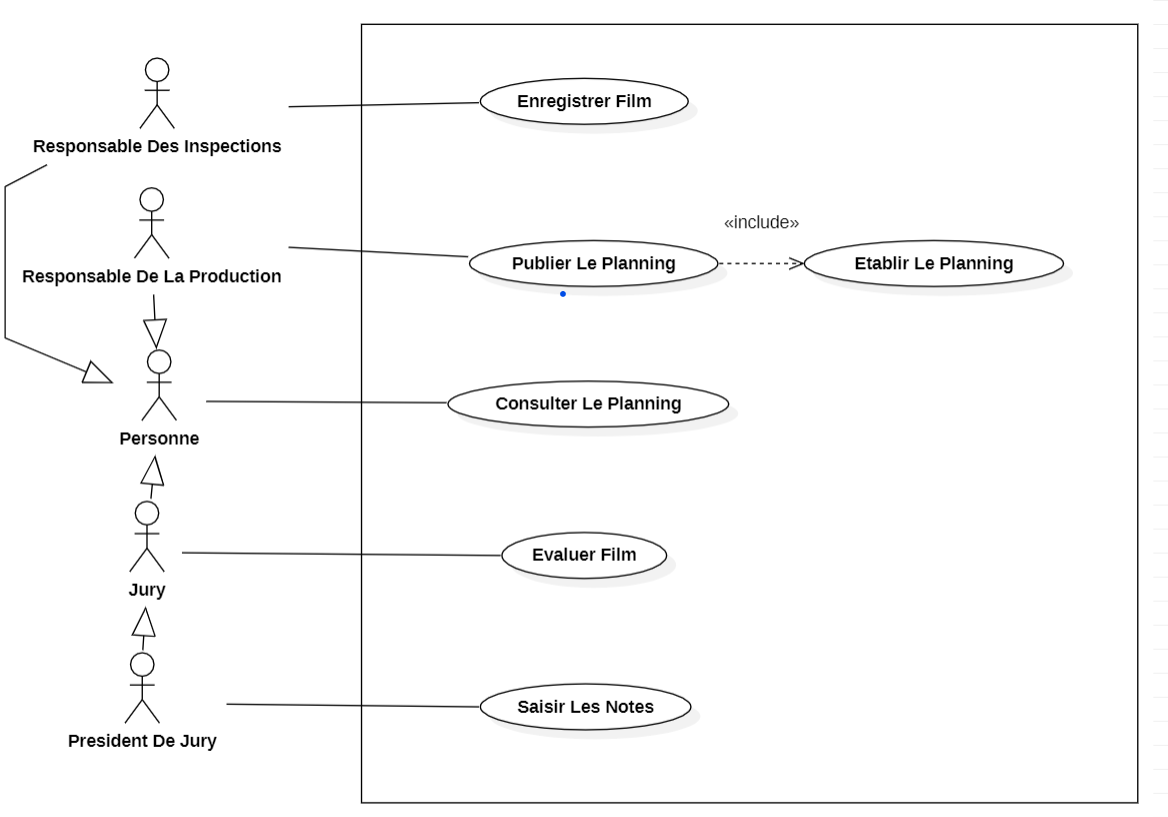 Enregistrer Film
Responsable Des Inspections
«include»
Publier Le Planning
Etablir Le Planning
Responsable De La Production
Consulter Le Planning
Personne
Evaluer Film
Jury
Saisir Les Notes
President De Jury